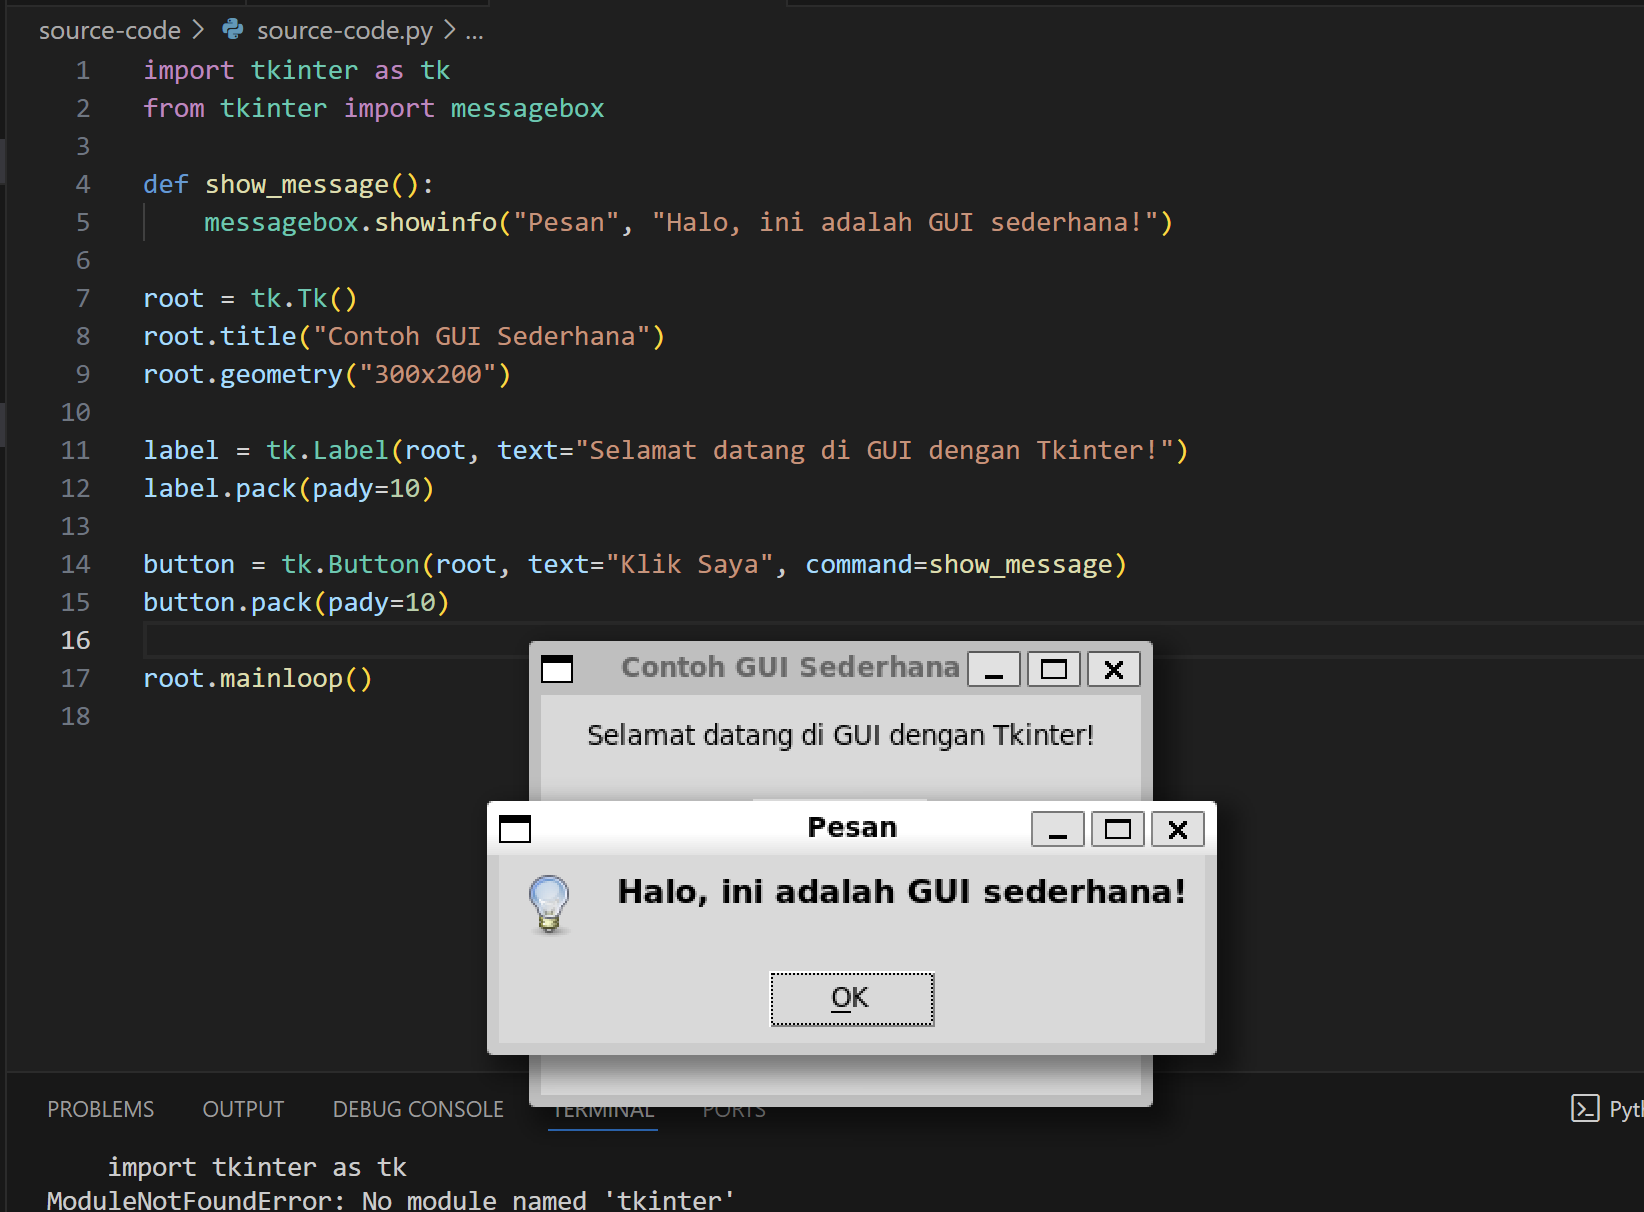 source-code > source-code.py > ...
1 import tkinter as tk
2 from tkinter import messagebox
3
4 def show_message():
5 messagebox.showinfo("Pesan", "Halo, ini adalah GUI sederhana!")
6
7 root = tk.Tk()
8 root.title("Contoh GUI Sederhana")
9 root.geometry("300x200")
10
11 label = tk.Label(root, text="Selamat datang di GUI dengan Tkinter!")
12 label.pack(pady=10)
13
14 button = tk.Button(root, text="Klik Saya", command=show_message)
15 button.pack(pady=10)
16
17 root.mainloop()
18
Contoh GUI Sederhana
Selamat datang di GUI dengan Tkinter!
Pesan
Halo, ini adalah GUI sederhana!
OK
PROBLEMS OUTPUT DEBUG CONSOLE TERMINAL PORTS Pyth
import tkinter as tk
ModuleNotFoundError: No module named 'tkinter'